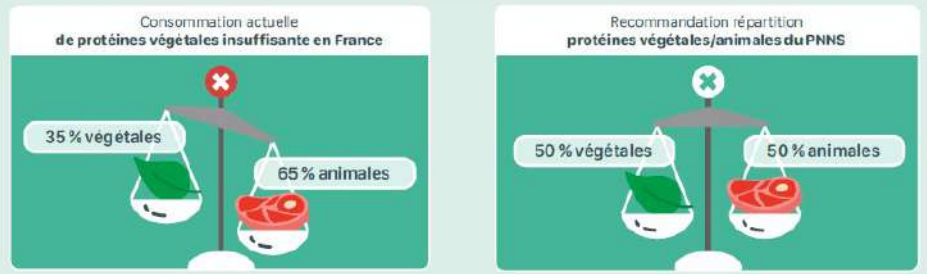 Consommation actuelle
de protéines végétales insuffisante en France
35 % végétales
65 % animales
Recommandation répartition
protéines végétales/animales du PNNS
50 % végétales
50 % animales